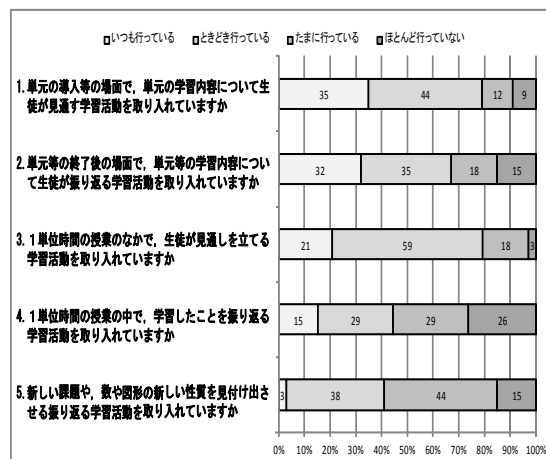 □いつも行っている □ときどき行っている □たまに行っている □ほとんど行っていない
1.単元の導入等の場面で，単元の学習内容について生
徒が見通す学習活動を取り入れていますか
35 44 12 9
2.単元等の終了後の場面で，単元等の学習内容につい
て生徒が振り返る学習活動を取り入れていますか
32 35 18 15
3.１単位時間の授業のなかで，生徒が見通しを立てる
学習活動を取り入れていますか
21 59 18 3
4.１単位時間の授業の中で，学習したことを振り返る
学習活動を取り入れていますか
15 29 29 26
5.新しい課題や，数や図形の新しい性質を見付け出さ
せる振り返る学習活動を取り入れていますか
3 38 44 15
0% 10% 20% 30% 40% 50% 60% 70% 80% 90% 100%